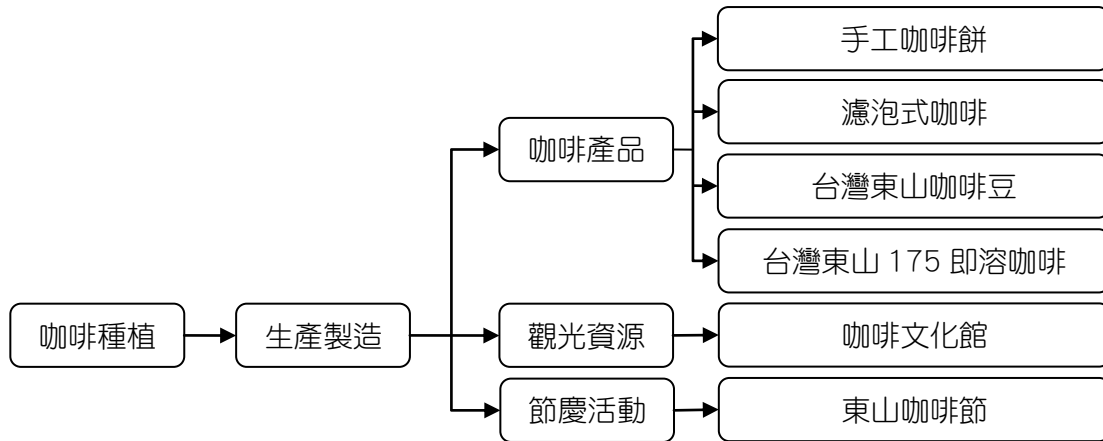 手工咖啡餅
濾泡式咖啡
咖啡產品
台灣東山咖啡豆
台灣東山 175 即溶咖啡
咖啡種植
生產製造
觀光資源
咖啡文化館
節慶活動
東山咖啡節